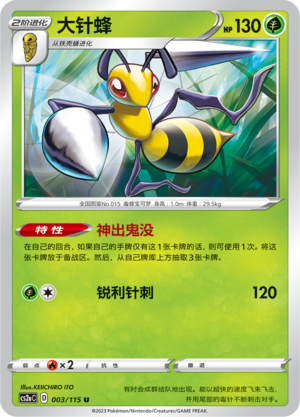 2阶进化
大针蜂
HP 130
从铁壳蛹进化
全国图鉴No.015 毒蜂宝可梦 身高:1.0m 体重:29.5kg
特性 神出鬼没
在自己的回合,如果自己的手牌仅有这1张卡牌的话,则可使用1次。将这
张卡牌放于备战区。然后,从自己牌库上方抽取3张卡牌。
锐利针刺 120
弱点 ×2 抵抗力 撤退
Illus.KEIICHIRO ITO
CS3aC D 003/115 U
有时会成群结队地出现。能以超快的速度飞来飞去,
并用尾部的毒针不断刺击对手。
©2023 Pokémon/Nintendo/Creatures/GAME FREAK.